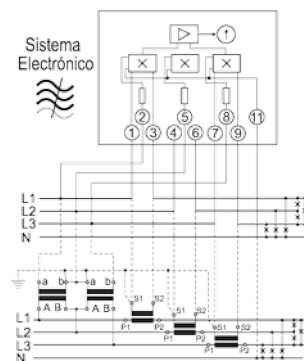 Sistema
Electrónico
2 5 8 11
1 3 4 6 7 9
L1
L2
L3
N
a b a b
A B A B
S1 S2
P1 P2
S1 S2
P1 P2
S1 S2
P1 P2
L1
L2
L3
N